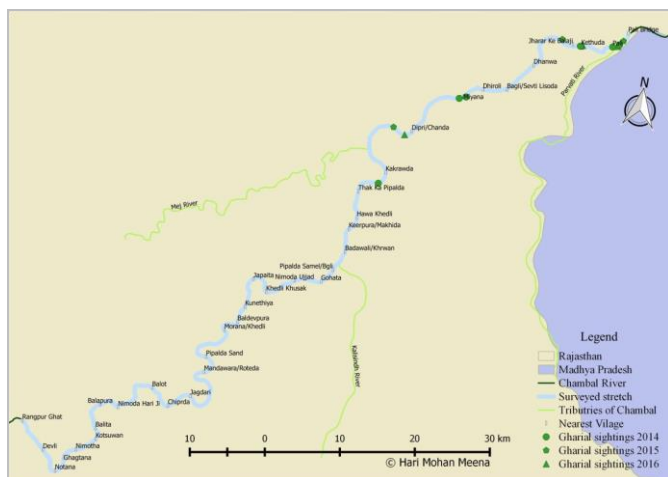 Pali Bridge
Jharar Ke Balaji
Kethuda
Pali
Dhanwa
Parvati River
N
Dhiroli
Bagli/Sevti Lisoda
Miyana
Dipri/Chanda
Kakrawda
Mej River
Thak Ka Pipalda
Hawa Khedli
Keerpura/Makhida
Badawali/Khrwan
Pipalda Samel/Bgli
Japaita
Nimoda Ujjad
Gohata
Khedli Khusak
Kunethiya
Baldevpura
Morana/Khedli
Kalisindh River
Pipalda Sand
Mandawara/Roteda
Balot
Jagdari
Balapura
Nimoda Hari Ji
Chiprda
Rangpur Ghat
Balita
Kotsuwan
Devli
Nimotha
Ghagtana
Notana
Legend
Rajasthan
Madhya Pradesh
Chambal River
Surveyed stretch
Tributries of Chambal
Nearest Vilage
Gharial sightings 2014
Gharial sightings 2015
Gharial sightings 2016
10 0 10 20 30 km
© Hari Mohan Meena